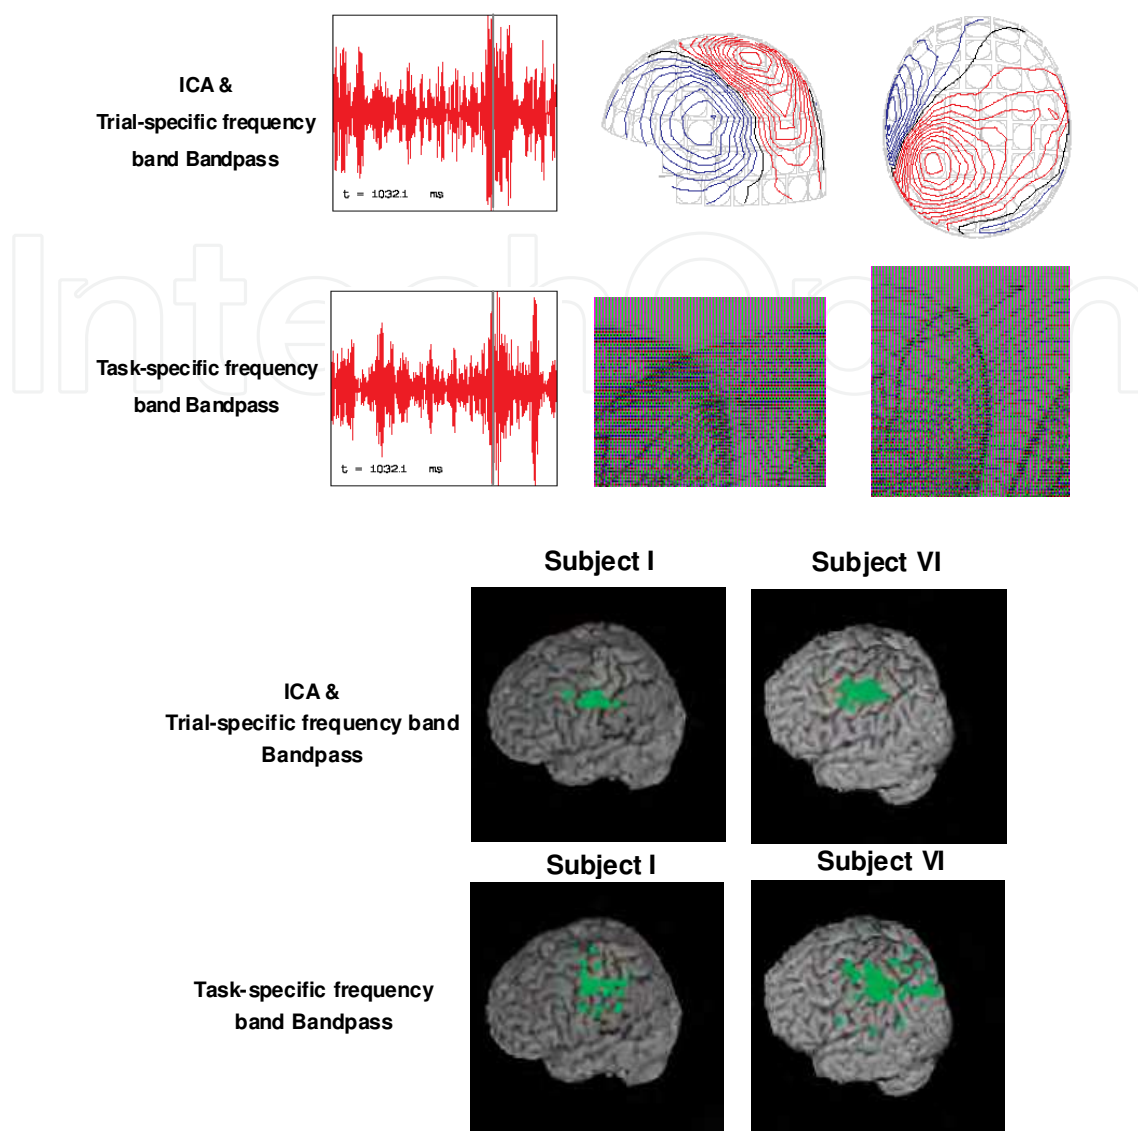 ICA &
Trial-specific frequency
band Bandpass
t = 1032.1 ms
IntechOpen
Task-specific frequency
band Bandpass
t = 1032.1 ms
Subject I
Subject VI
ICA &
Trial-specific frequency band
Bandpass
Subject I
Subject VI
Task-specific frequency
band Bandpass